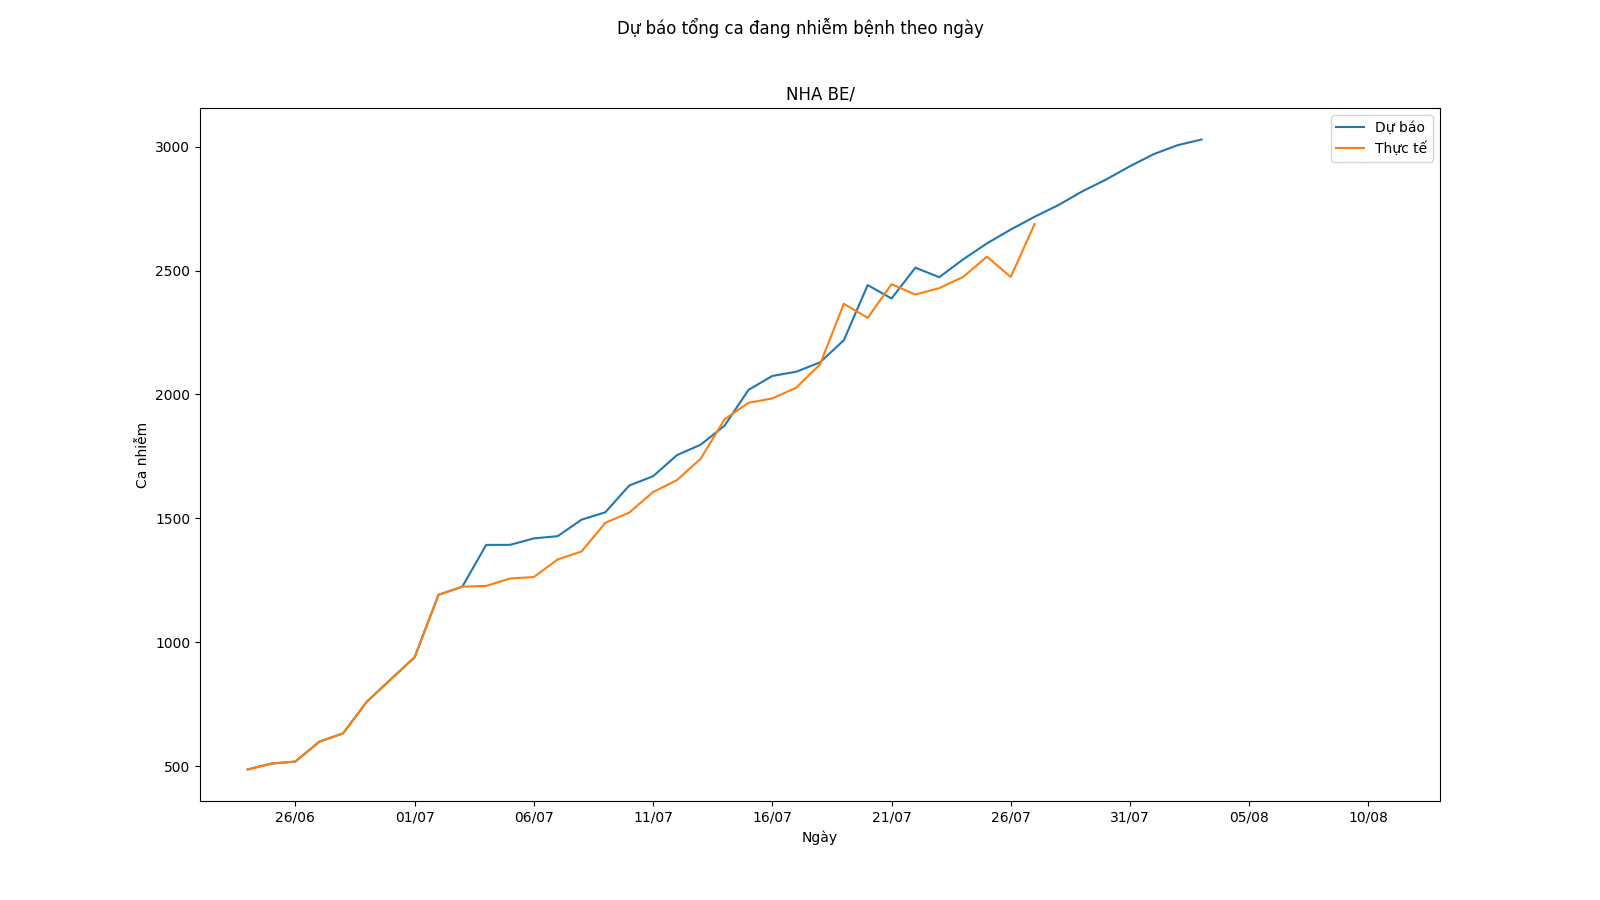 Dự báo tổng ca đang nhiễm bệnh theo ngày
NHA BE/
Dự báo
Thực tế
Ca nhiễm
3000
2500
2000
1500
1000
500
26/06
01/07
06/07
11/07
16/07
21/07
26/07
31/07
05/08
10/08
Ngày